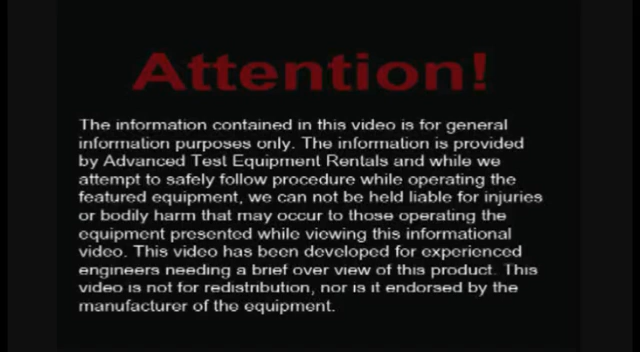 Attention!
The information contained in this video is for general
information purposes only. The information is provided
by Advanced Test Equipment Rentals and while we
attempt to safely follow procedure while operating the
featured equipment, we can not be held liable for injuries
or bodily harm that may occur to those operating the
equipment presented while viewing this informational
video. This video has been developed for experienced
engineers needing a brief over view of this product. This
video is not for redistribution, nor is it endorsed by the
manufacturer of the equipment.